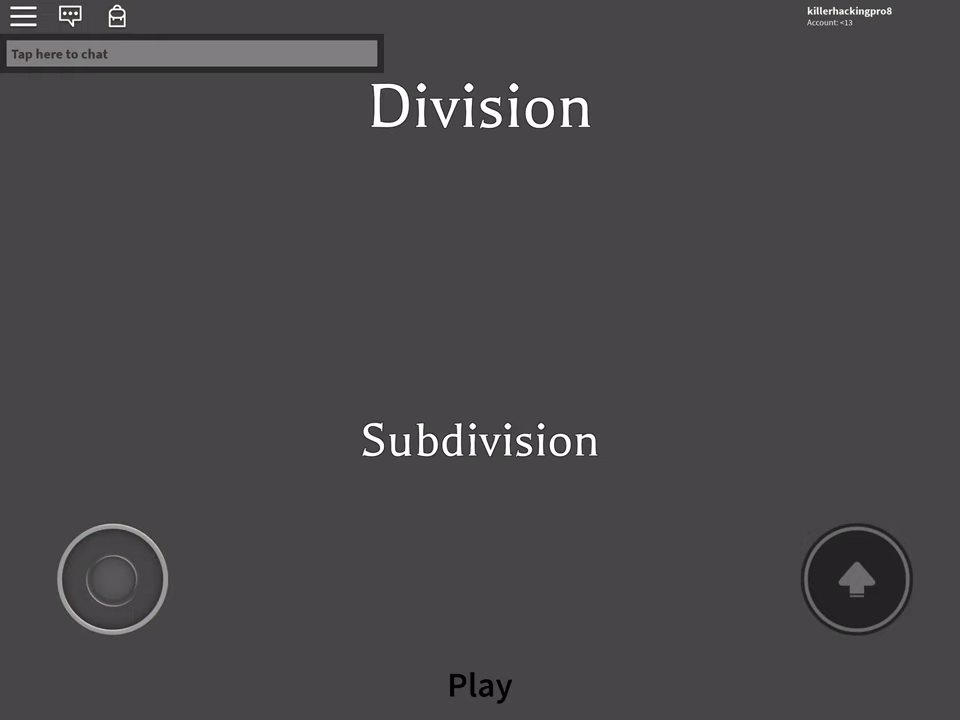 killerhackingpro8
Account: <13
Tap here to chat
Division
Subdivision
Play